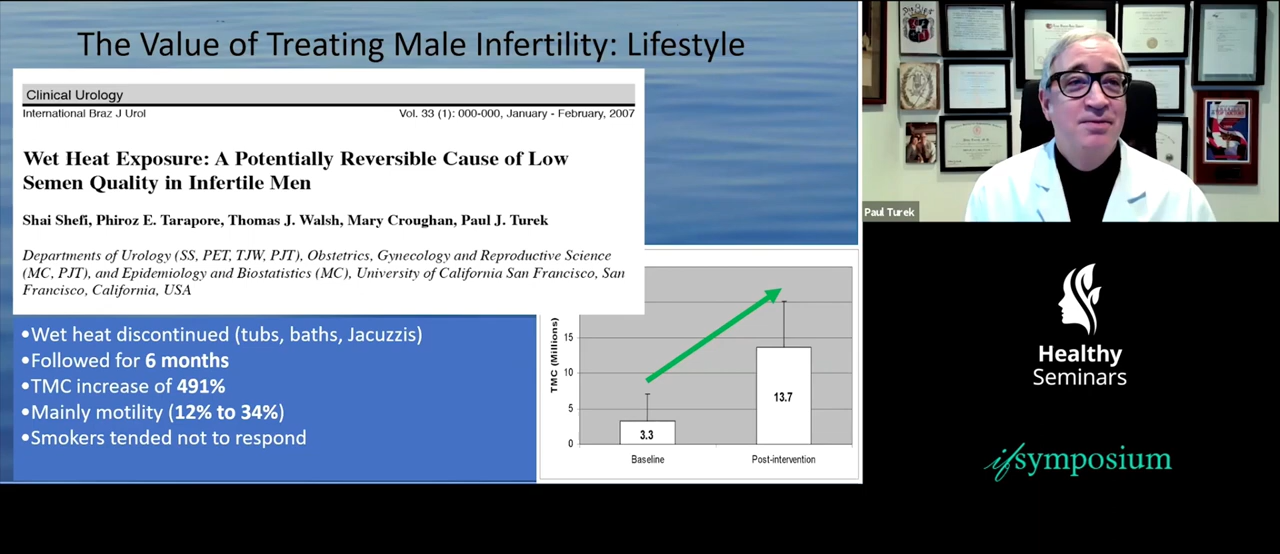 The Value of Treating Male Infertility: Lifestyle
Clinical Urology
International Braz J Urol
Vol. 33 (1): 000-000, January - February, 2007
Wet Heat Exposure: A Potentially Reversible Cause of Low
Semen Quality in Infertile Men
Shai Shefi, Phiroz E. Tarapore, Thomas J. Walsh, Mary Croughan, Paul J. Turek
Departments of Urology (SS, PET, TJW, PJT), Obstetrics, Gynecology and Reproductive Science
(MC, PJT), and Epidemiology and Biostatistics (MC), University of California San Francisco, San
Francisco, California, USA
•Wet heat discontinued (tubs, baths, Jacuzzis)
•Followed for 6 months
•TMC increase of 491%
•Mainly motility (12% to 34%)
•Smokers tended not to respond
TMC (Millions)
15
10
5
0
3.3
13.7
Baseline
Post-intervention
Paul Turek
Healthy
Seminars
ifsymposium